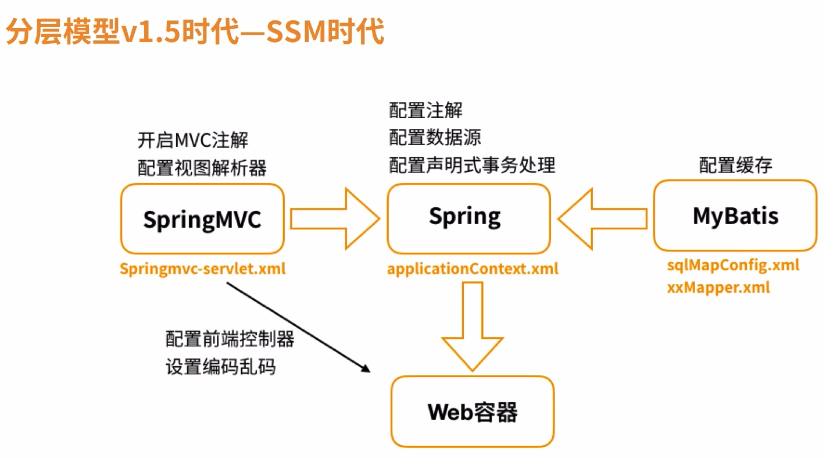 分层模型v1.5时代—SSM时代
开启MVC注解
配置视图解析器
SpringMVC
Springmvc-servlet.xml
配置注解
配置数据源
配置声明式事务处理
Spring
applicationContext.xml
配置缓存
MyBatis
sqlMapConfig.xml
xxMapper.xml
配置前端控制器
设置编码乱码
Web容器